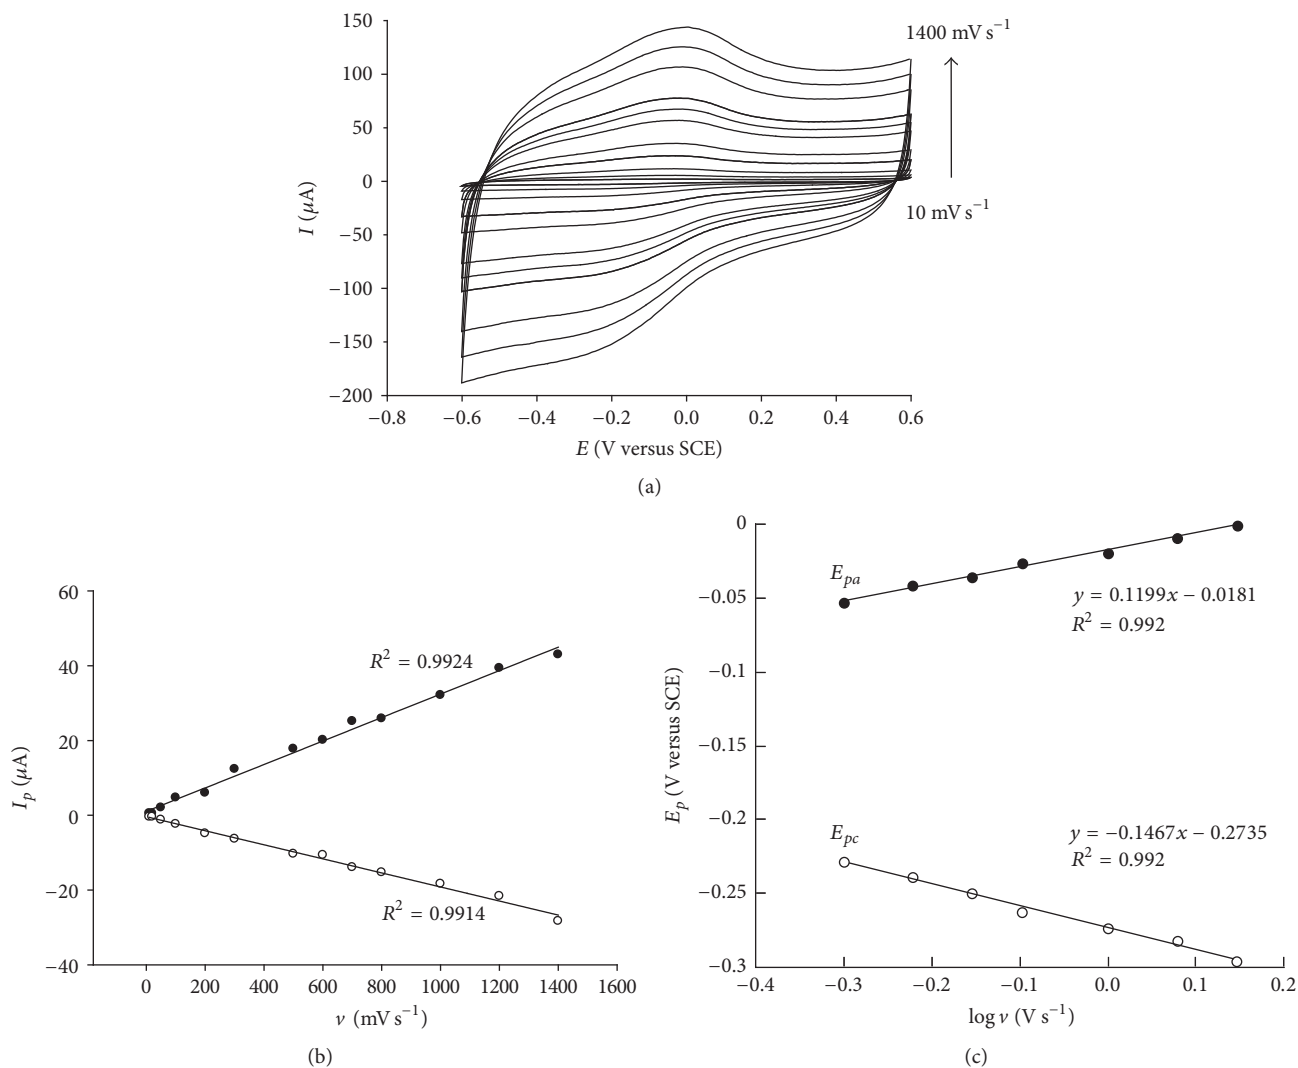 150
100
50
0
−50
−100
−150
−200
I (μA)
1400 mV s⁻¹
10 mV s⁻¹
−0.8 −0.6 −0.4 −0.2 0.0 0.2 0.4 0.6
E (V versus SCE)
(a)
60
40
20
0
−20
−40
I_p (μA)
R² = 0.9924
R² = 0.9914
0 200 400 600 800 1000 1200 1400 1600
ν (mV s⁻¹)
(b)
0
−0.05
−0.1
−0.15
−0.2
−0.25
−0.3
E_p (V versus SCE)
E_pa
y = 0.1199x − 0.0181
R² = 0.992
E_pc
y = −0.1467x − 0.2735
R² = 0.992
−0.4 −0.3 −0.2 −0.1 0.0 0.1 0.2
log ν (V s⁻¹)
(c)